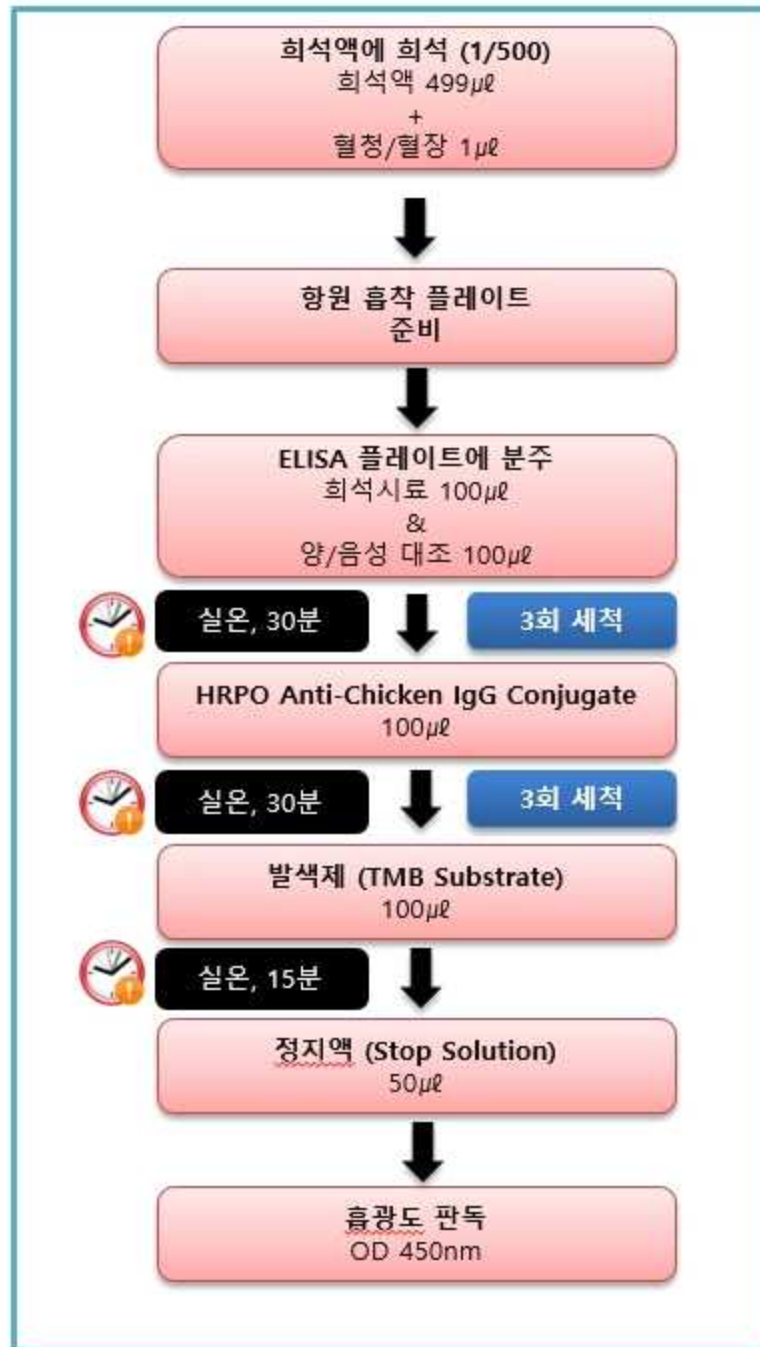 희석액에 희석 (1/500)
희석액 499㎕
+
혈청/혈장 1㎕
항원 흡착 플레이트
준비
ELISA 플레이트에 분주
희석시료 100㎕
&
양/음성 대조 100㎕
실온, 30분
3회 세척
HRPO Anti-Chicken IgG Conjugate
100㎕
실온, 30분
3회 세척
발색제 (TMB Substrate)
100㎕
실온, 15분
정지액 (Stop Solution)
50㎕
흡광도 판독
OD 450nm